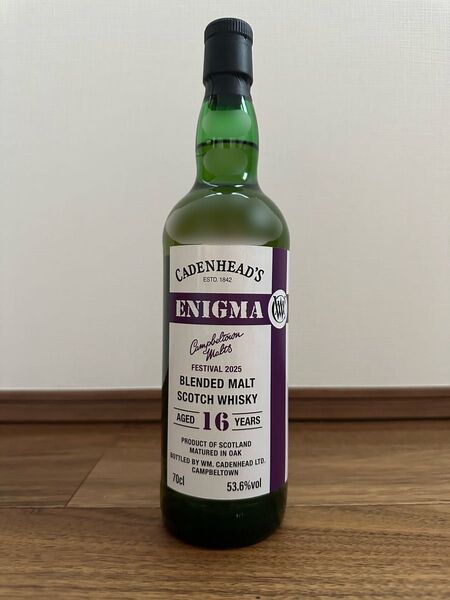 CADENHEAD'S
ESTD. 1842
ENIGMA
Campbeltown
Malts
FESTIVAL 2025
BLENDED MALT
SCOTCH WHISKY
AGED 16 YEARS
PRODUCT OF SCOTLAND
MATURED IN OAK
BOTTLED BY WM. CADENHEAD LTD.
CAMPBELTOWN
70cl 53.6%vol